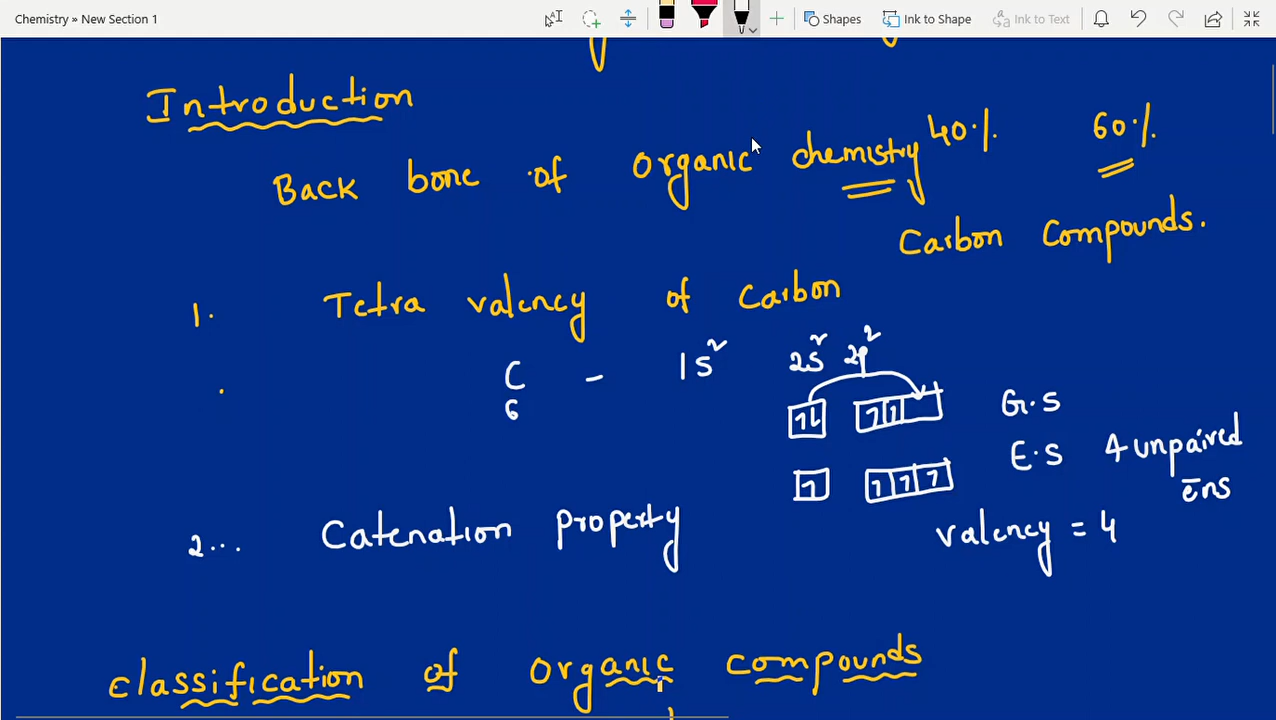 Chemistry » New Section 1
Shapes Ink to Shape Ink to Text
Introduction
Back bone of organic chemistry 40% 60%
Carbon Compounds.
1. Tetra valency of Carbon
C 6 - 1s² 2s² 2p²
G.S
E.S 4 unpaired ēns
valency = 4
2... Catenation property
classification of organic compounds